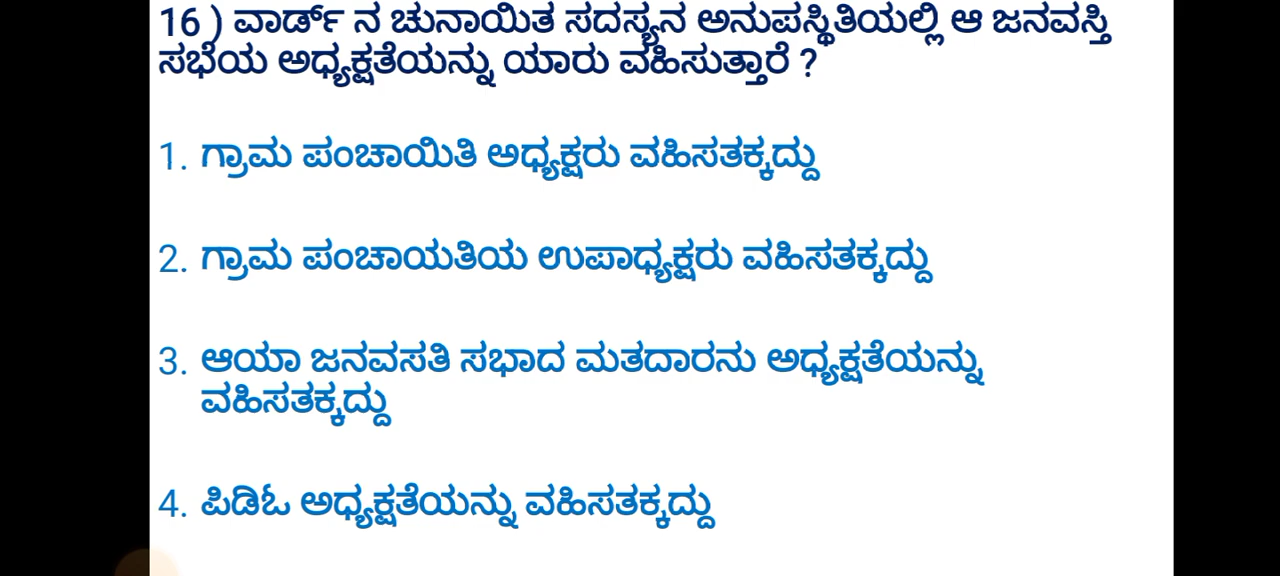 16 ) ವಾರ್ಡ್ ನ ಚುನಾಯಿತ ಸದಸ್ಯನ ಅನುಪಸ್ಥಿತಿಯಲ್ಲಿ ಆ ಜನವಸ್ತಿ
ಸಭೆಯ ಅಧ್ಯಕ್ಷತೆಯನ್ನು ಯಾರು ವಹಿಸುತ್ತಾರೆ ?
1. ಗ್ರಾಮ ಪಂಚಾಯಿತಿ ಅಧ್ಯಕ್ಷರು ವಹಿಸತಕ್ಕದ್ದು
2. ಗ್ರಾಮ ಪಂಚಾಯತಿಯ ಉಪಾಧ್ಯಕ್ಷರು ವಹಿಸತಕ್ಕದ್ದು
3. ಆಯಾ ಜನವಸತಿ ಸಭಾದ ಮತದಾರನು ಅಧ್ಯಕ್ಷತೆಯನ್ನು
ವಹಿಸತಕ್ಕದ್ದು
4. ಪಿಡಿಓ ಅಧ್ಯಕ್ಷತೆಯನ್ನು ವಹಿಸತಕ್ಕದ್ದು